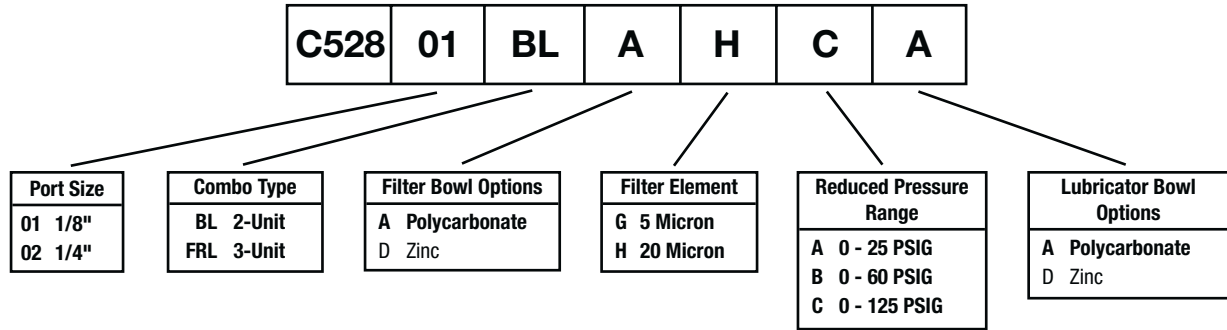 C528 01 BL A H C A
Port Size
01 1/8"
02 1/4"
Combo Type
BL 2-Unit
FRL 3-Unit
Filter Bowl Options
A Polycarbonate
D Zinc
Filter Element
G 5 Micron
H 20 Micron
Reduced Pressure
Range
A 0 - 25 PSIG
B 0 - 60 PSIG
C 0 - 125 PSIG
Lubricator Bowl
Options
A Polycarbonate
D Zinc